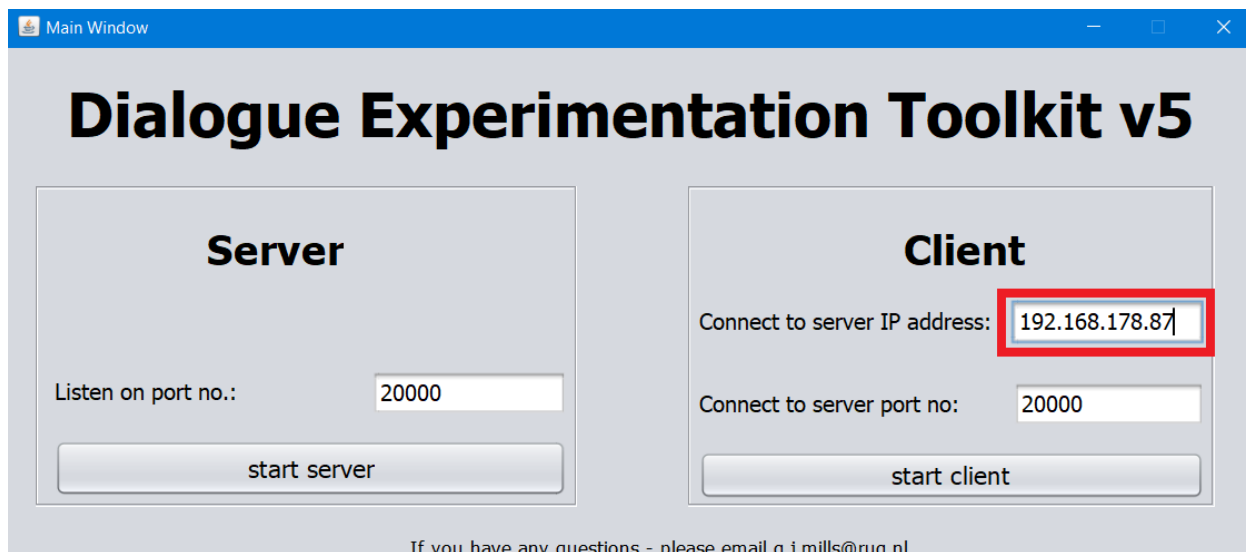 Main Window
Dialogue Experimentation Toolkit v5
Server
Listen on port no.: 20000
start server
Client
Connect to server IP address: 192.168.178.87
Connect to server port no: 20000
start client
If you have any questions - please email g.j.mills@rug.nl